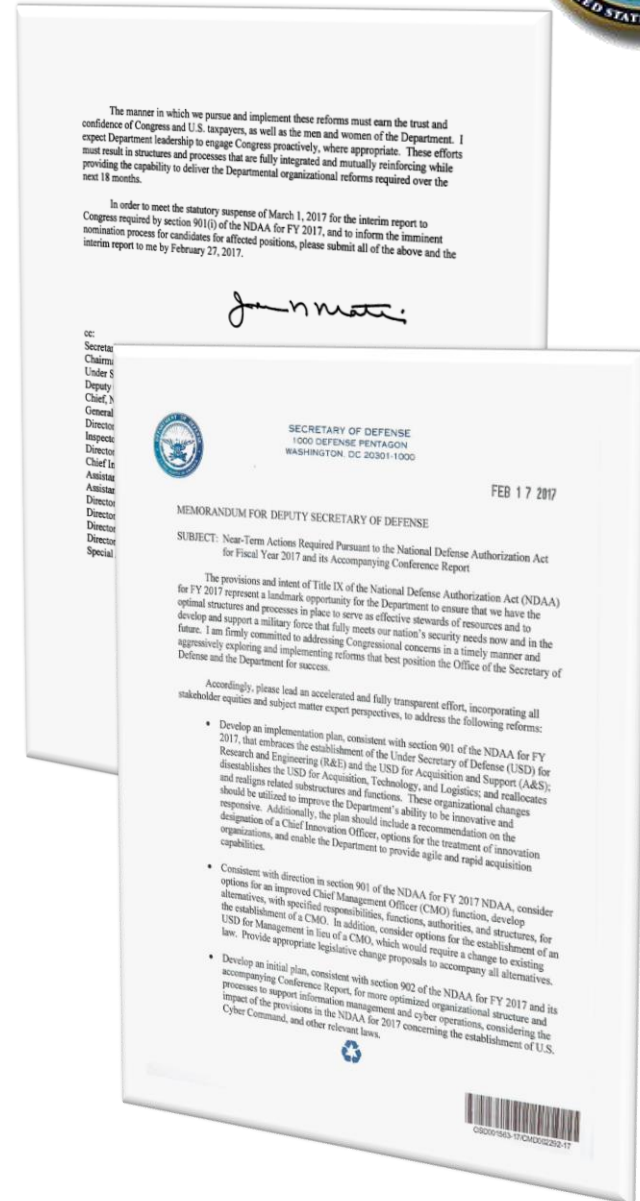 ED STAT
The manner in which we pursue and implement these reforms must earn the trust and
confidence of Congress and U.S. taxpayers, as well as the men and women of the Department. I
expect Department leadership to engage Congress proactively, where appropriate. These efforts
must result in structures and processes that are fully integrated and mutually reinforcing while
providing the capability to deliver the Departmental organizational reforms required over the
next 18 months.
In order to meet the statutory suspense of March 1, 2017 for the interim report to
Congress required by section 901(i) of the NDAA for FY 2017, and to inform the imminent
nomination process for candidates for affected positions, please submit all of the above and the
interim report to me by February 27, 2017.
cc:
Secretar
Chairma
Under S
Deputy
Chief, N
General
Director
Inspecto
Director
Chief In
Assistan
Assistan
Director
Director
Director
Director
Special
SECRETARY OF DEFENSE
1000 DEFENSE PENTAGON
WASHINGTON, DC 20301-1000
FEB 17 2017
MEMORANDUM FOR DEPUTY SECRETARY OF DEFENSE
SUBJECT: Near-Term Actions Required Pursuant to the National Defense Authorization Act
for Fiscal Year 2017 and its Accompanying Conference Report
The provisions and intent of Title IX of the National Defense Authorization Act (NDAA)
for FY 2017 represent a landmark opportunity for the Department to ensure that we have the
optimal structures and processes in place to serve as effective stewards of resources and to
develop and support a military force that fully meets our nation's security needs now and in the
future. I am firmly committed to addressing Congressional concerns in a timely manner and
aggressively exploring and implementing reforms that best position the Office of the Secretary of
Defense and the Department for success.
Accordingly, please lead an accelerated and fully transparent effort, incorporating all
stakeholder equities and subject matter expert perspectives, to address the following reforms:
• Develop an implementation plan, consistent with section 901 of the NDAA for FY
2017, that embraces the establishment of the Under Secretary of Defense (USD) for
Research and Engineering (R&E) and the USD for Acquisition and Support (A&S);
disestablishes the USD for Acquisition, Technology, and Logistics; and reallocates
and realigns related substructures and functions. These organizational changes
should be utilized to improve the Department's ability to be innovative and
responsive. Additionally, the plan should include a recommendation on the
designation of a Chief Innovation Officer, options for the treatment of innovation
organizations, and enable the Department to provide agile and rapid acquisition
capabilities.
• Consistent with direction in section 901 of the NDAA for FY 2017 NDAA, consider
options for an improved Chief Management Officer (CMO) function, develop
alternatives, with specified responsibilities, functions, authorities, and structures, for
the establishment of a CMO. In addition, consider options for the establishment of an
USD for Management in lieu of a CMO, which would require a change to existing
law. Provide appropriate legislative change proposals to accompany all alternatives.
• Develop an initial plan, consistent with section 902 of the NDAA for FY 2017 and its
accompanying Conference Report, for more optimized organizational structure and
processes to support information management and cyber operations, considering the
impact of the provisions in the NDAA for 2017 concerning the establishment of U.S.
Cyber Command, and other relevant laws.
OSD001563-17/CMD002292-17